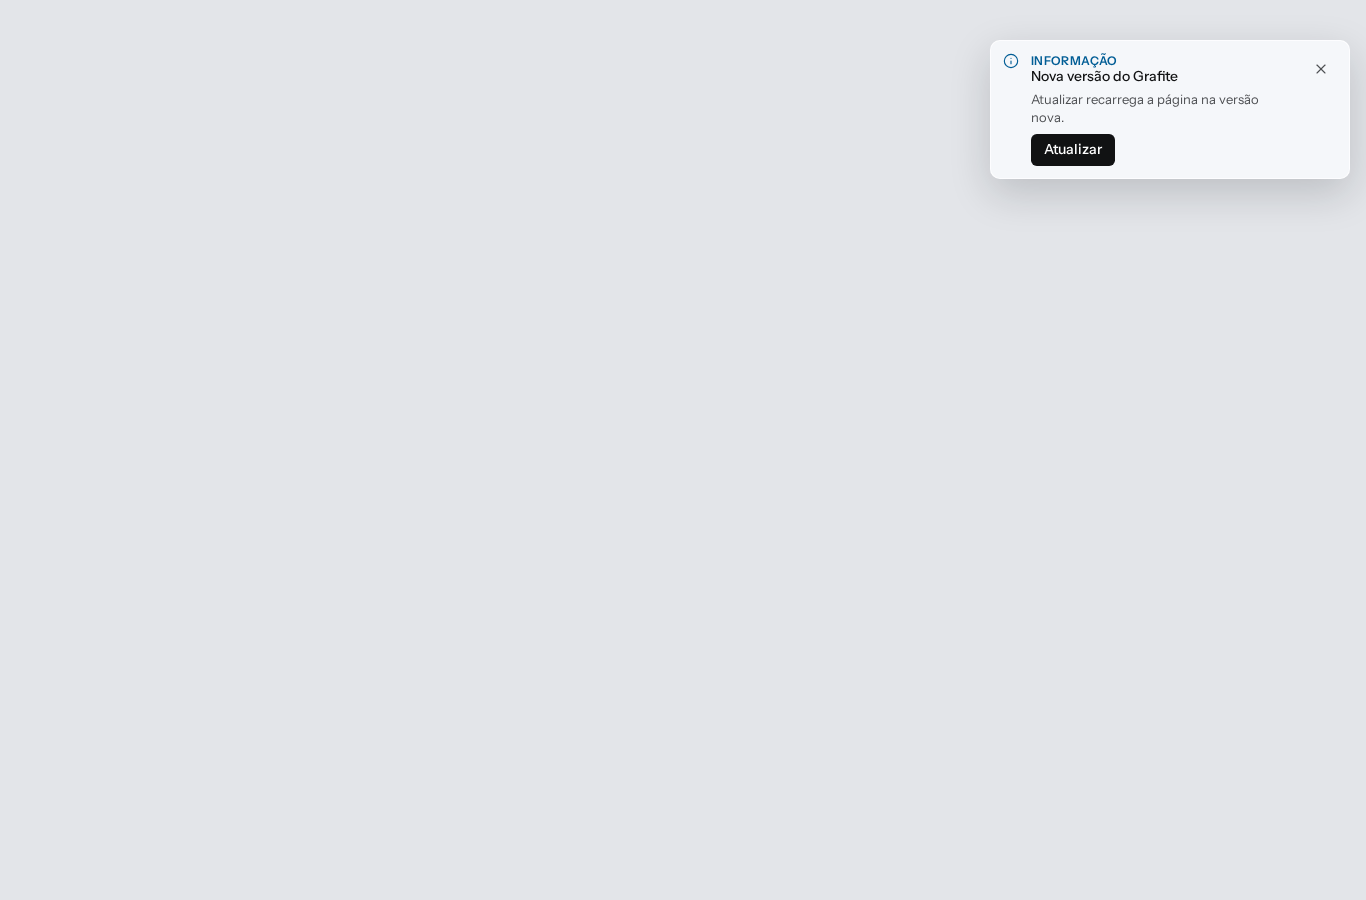 INFORMAÇÃO
Nova versão do Grafite
Atualizar recarrega a página na versão
nova.
Atualizar